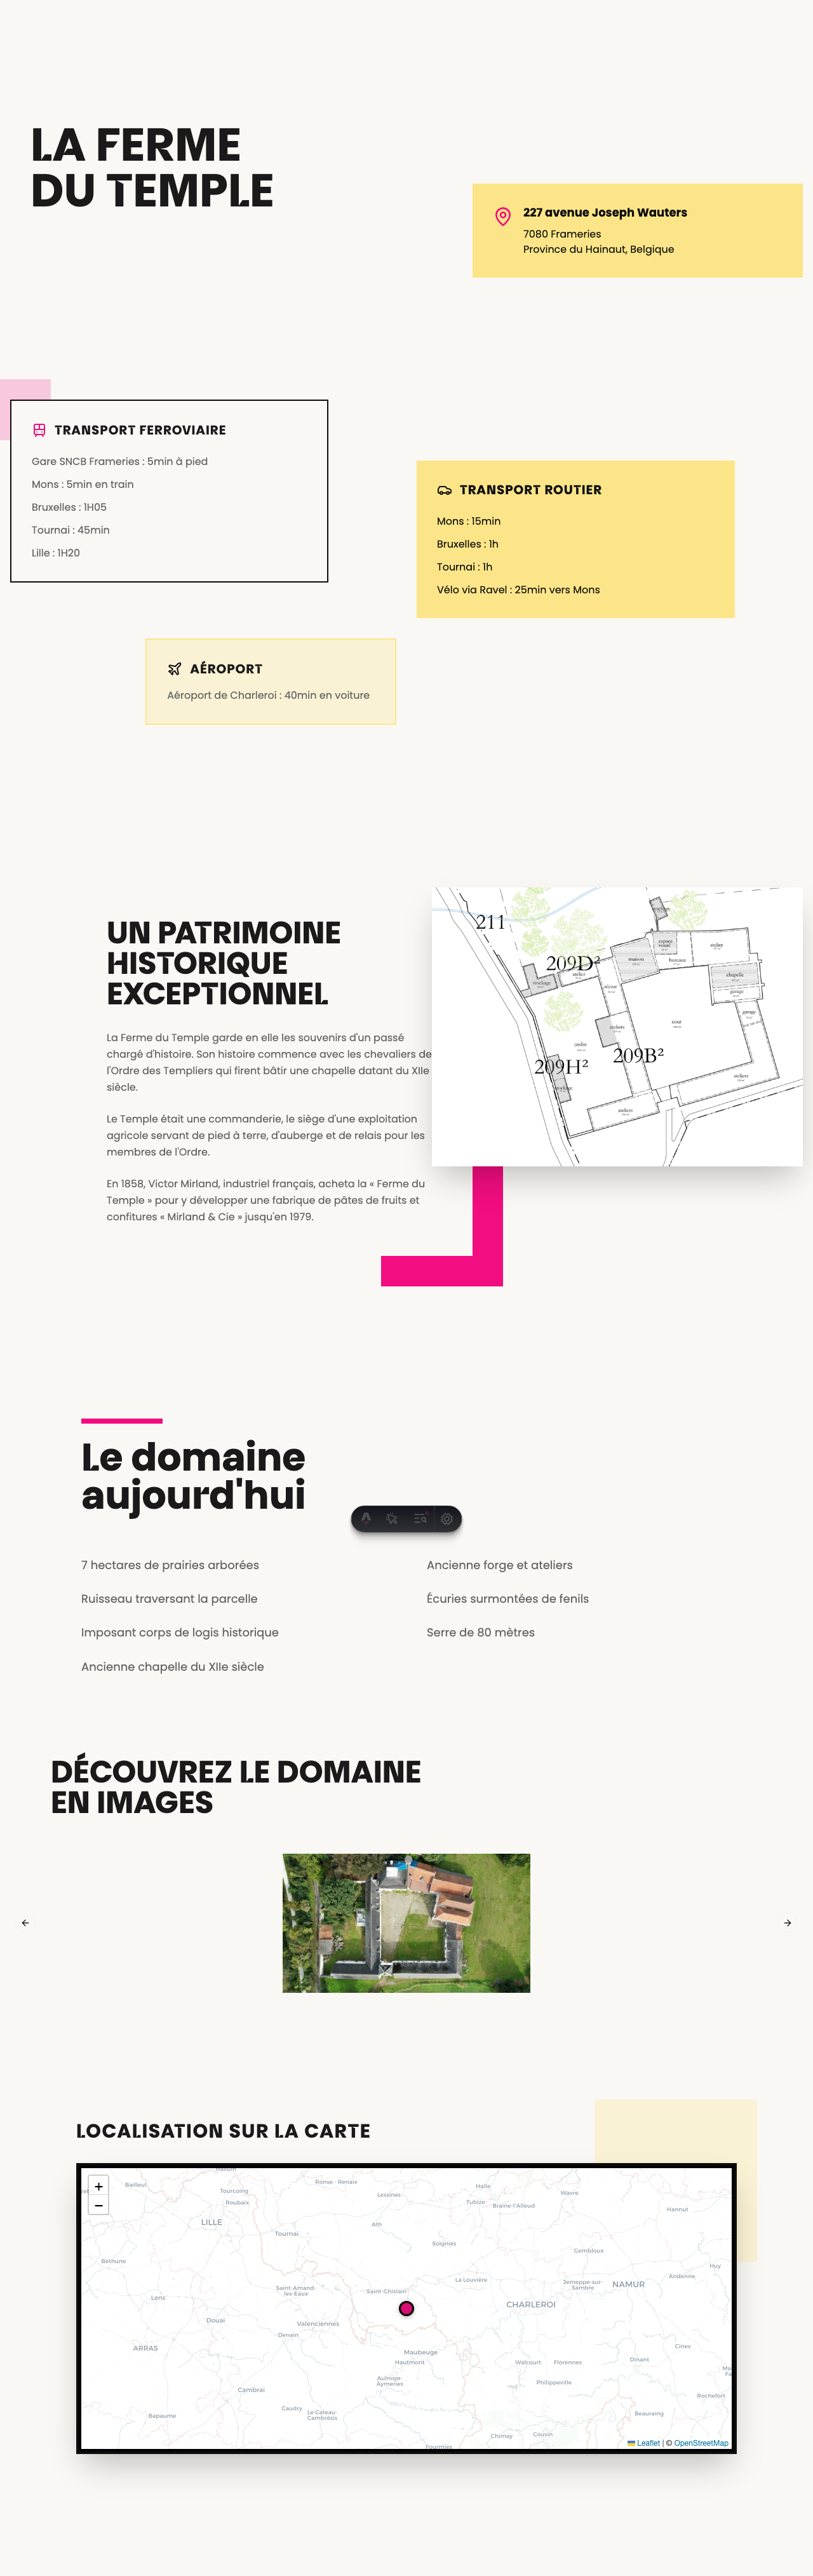 LA FERME
DU TEMPLE
227 avenue Joseph Wauters
7080 Frameries
Province du Hainaut, Belgique
TRANSPORT FERROVIAIRE
Gare SNCB Frameries : 5min à pied
Mons : 5min en train
Bruxelles : 1H05
Tournai : 45min
Lille : 1H20
TRANSPORT ROUTIER
Mons : 15min
Bruxelles : 1h
Tournai : 1h
Vélo via Ravel : 25min vers Mons
AÉROPORT
Aéroport de Charleroi : 40min en voiture
UN PATRIMOINE
HISTORIQUE
EXCEPTIONNEL
La Ferme du Temple garde en elle les souvenirs d'un passé
chargé d'histoire. Son histoire commence avec les chevaliers de
l'Ordre des Templiers qui firent bâtir une chapelle datant du XIIe
siècle.
Le Temple était une commanderie, le siège d'une exploitation
agricole servant de pied à terre, d'auberge et de relais pour les
membres de l'Ordre.
En 1858, Victor Mirland, industriel français, acheta la « Ferme du
Temple » pour y développer une fabrique de pâtes de fruits et
confitures « Mirland & Cie » jusqu'en 1979.
211
209D²
209H²
209B²
maison
bureaux
atelier
chapelle
garage
garage
cour
jardin
ateliers
ateliers
ateliers
Le domaine
aujourd'hui
7 hectares de prairies arborées
Ruisseau traversant la parcelle
Imposant corps de logis historique
Ancienne chapelle du XIIe siècle
Ancienne forge et ateliers
Écuries surmontées de fenils
Serre de 80 mètres
DÉCOUVREZ LE DOMAINE
EN IMAGES
LOCALISATION SUR LA CARTE
+
−
Bailleul
Tourcoing
Roubaix
LILLE
Tournai
Ronse - Renaix
Lessines
Ath
Halle
Tubize
Braine-l'Alleud
Wavre
Hannut
Soignies
Gembloux
Huy
Andenne
Béthune
Lens
Douai
Saint-Amand-
les-Eaux
Saint-Ghislain
La Louvière
Jemeppe-sur-
Sambre
NAMUR
CHARLEROI
Valenciennes
Denain
ARRAS
Maubeuge
Hautmont
Aulnoye-
Aymeries
Walcourt
Florennes
Philippeville
Dinant
Ciney
Rochefort
Cambrai
Caudry
Le Cateau-
Cambrésis
Bapaume
Beauraing
Chimay
Couvin
Fourmies
Leaflet | © OpenStreetMap